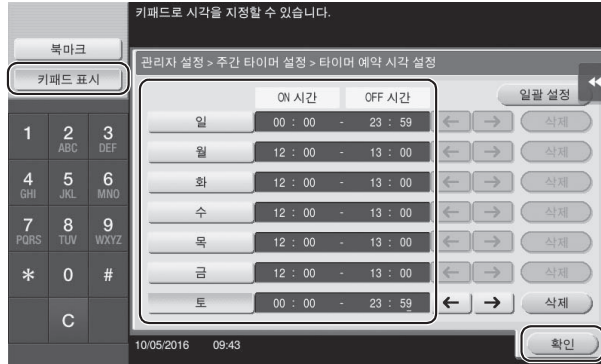 키패드로 시각을 지정할 수 있습니다.
북마크
키패드 표시
관리자 설정 > 주간 타이머 설정 > 타이머 예약 시각 설정
ON 시간 OFF 시간 일괄 설정
일 00 : 00 - 23 : 59 ← → 삭제
월 12 : 00 - 13 : 00 ← → 삭제
화 12 : 00 - 13 : 00 ← → 삭제
수 12 : 00 - 13 : 00 ← → 삭제
목 12 : 00 - 13 : 00 ← → 삭제
금 12 : 00 - 13 : 00 ← → 삭제
토 00 : 00 - 23 : 59 ← → 삭제
1 2 ABC 3 DEF
4 GHI 5 JKL 6 MNO
7 PQRS 8 TUV 9 WXYZ
* 0 #
C
10/05/2016 09:43 확인